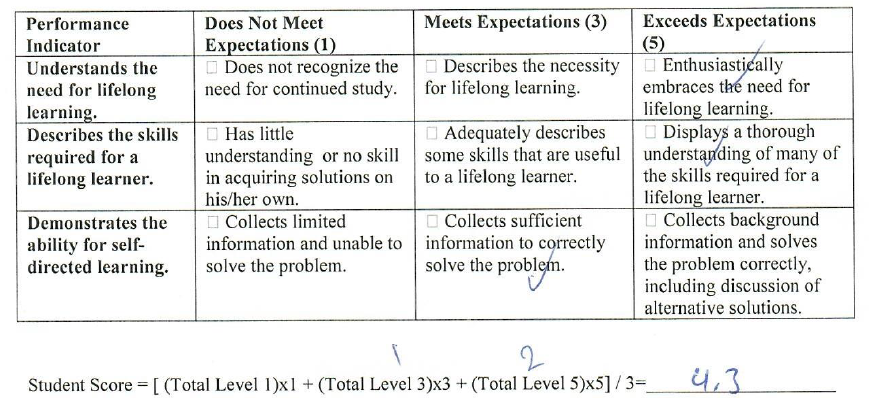 Performance Indicator
Does Not Meet Expectations (1)
Meets Expectations (3)
Exceeds Expectations (5)
Understands the need for lifelong learning.
☐ Does not recognize the need for continued study.
☐ Describes the necessity for lifelong learning.
☐ Enthusiastically embraces the need for lifelong learning.
Describes the skills required for a lifelong learner.
☐ Has little understanding or no skill in acquiring solutions on his/her own.
☐ Adequately describes some skills that are useful to a lifelong learner.
☐ Displays a thorough understanding of many of the skills required for a lifelong learner.
Demonstrates the ability for self-directed learning.
☐ Collects limited information and unable to solve the problem.
☐ Collects sufficient information to correctly solve the problem.
☐ Collects background information and solves the problem correctly, including discussion of alternative solutions.
1 2
Student Score = [ (Total Level 1)x1 + (Total Level 3)x3 + (Total Level 5)x5] / 3= 4.3